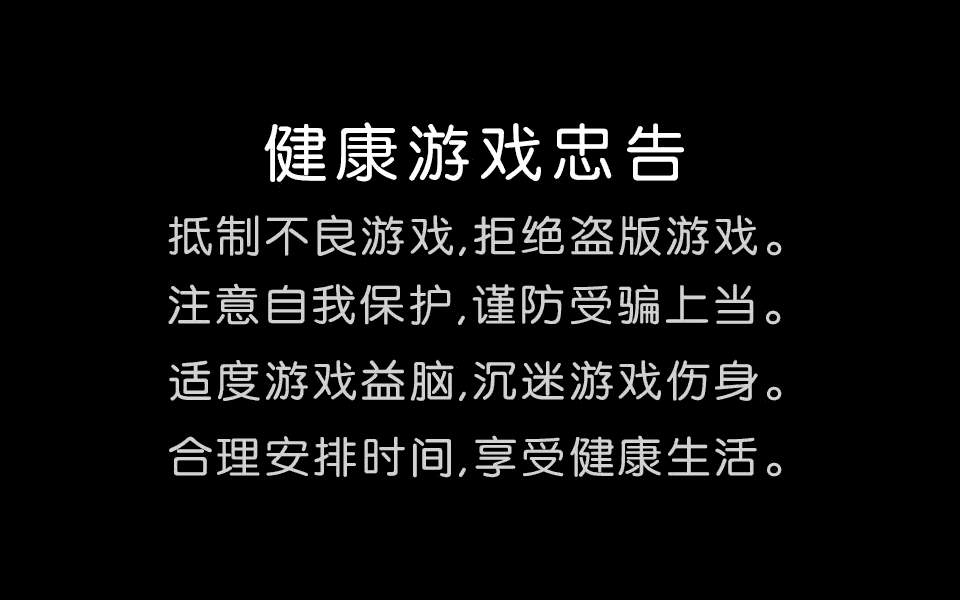 健康游戏忠告
抵制不良游戏,拒绝盗版游戏。
注意自我保护,谨防受骗上当。
适度游戏益脑,沉迷游戏伤身。
合理安排时间,享受健康生活。